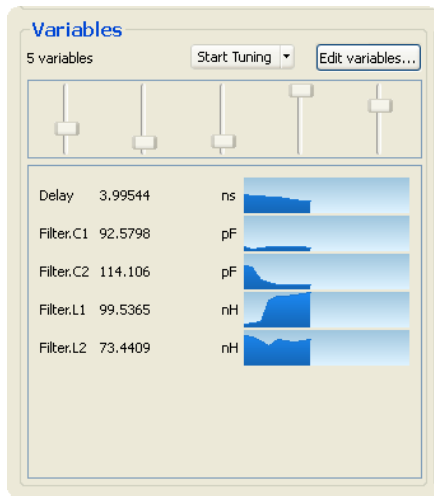 Variables
5 variables Start Tuning Edit variables...
Delay 3.99544 ns
Filter.C1 92.5798 pF
Filter.C2 114.106 pF
Filter.L1 99.5365 nH
Filter.L2 73.4409 nH